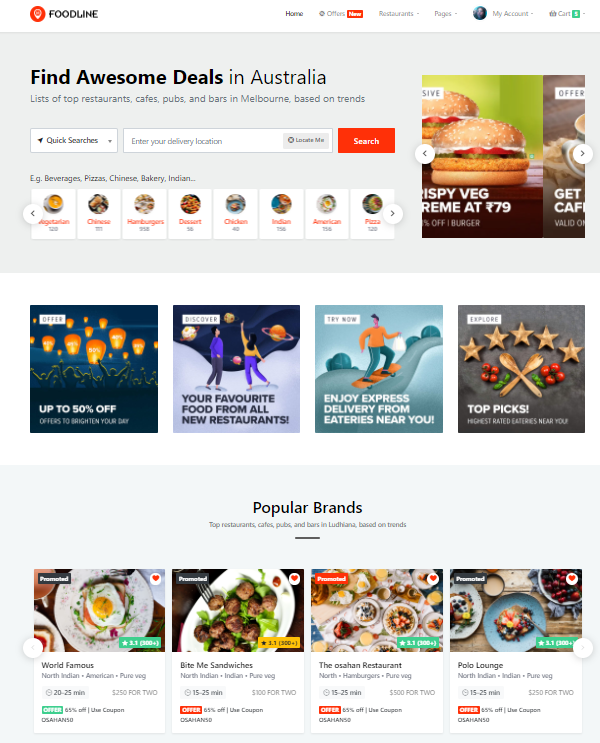 FOODLINE
Home
Offers New
Restaurants
Pages
My Account
Cart 5
Find Awesome Deals in Australia
Lists of top restaurants, cafes, pubs, and bars in Melbourne, based on trends
Quick Searches
Enter your delivery location
Locate Me
Search
E.g. Beverages, Pizzas, Chinese, Bakery, Indian...
Vegetarian
120
Chinese
111
Hamburgers
958
Dessert
56
Chicken
40
Indian
156
American
156
Pizza
120
SIVE
RISPY VEG
REME AT ₹79
% OFF | BURGER
OFFER
GET
CAFE
VALID ON
OFFER
UP TO 50% OFF
OFFERS TO BRIGHTEN YOUR DAY
DISCOVER
YOUR FAVOURITE
FOOD FROM ALL
NEW RESTAURANTS!
TRY NOW
ENJOY EXPRESS
DELIVERY FROM
EATERIES NEAR YOU!
EXPLORE
TOP PICKS!
HIGHEST RATED EATERIES NEAR YOU!
Popular Brands
Top restaurants, cafes, pubs, and bars in Ludhiana, based on trends
Promoted
3.1 (300+)
World Famous
North Indian • American • Pure veg
20-25 min
$250 FOR TWO
OFFER 65% off | Use Coupon
OSAHAN50
Promoted
3.1 (300+)
Bite Me Sandwiches
North Indian • Indian • Pure veg
15-25 min
$100 FOR TWO
OFFER 65% off | Use Coupon
OSAHAN50
Promoted
3.1 (300+)
The osahan Restaurant
North • Hamburgers • Pure veg
15-25 min
$500 FOR TWO
OFFER 65% off | Use Coupon
OSAHAN50
Promoted
3.1 (300+)
Polo Lounge
North Indian • Indian • Pure veg
15-25 min
$250 FOR TWO
OFFER 65% off | Use Coupon
OSAHAN50